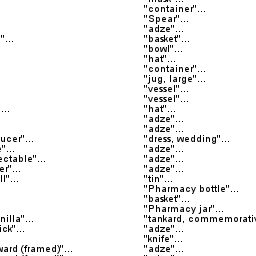 "container"...
"Spear"...
"adze"...
"... "basket"...
"bowl"...
"hat"...
"container"...
"jug, large"...
"vessel"...
"vessel"...
... "hat"...
"adze"...
"adze"...
ucer"... "dress, wedding"...
"... "adze"...
ectable"... "adze"...
er"... "adze"...
ll"... "tin"...
"Pharmacy bottle"...
"basket"...
"Pharmacy jar"...
nilla"... "tankard, commemorativ
ick"... "adze"...
"knife"...
ward (framed)"... "adze"...